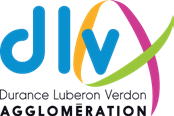 dlv
Durance Luberon Verdon
AGGLOMÉRATION